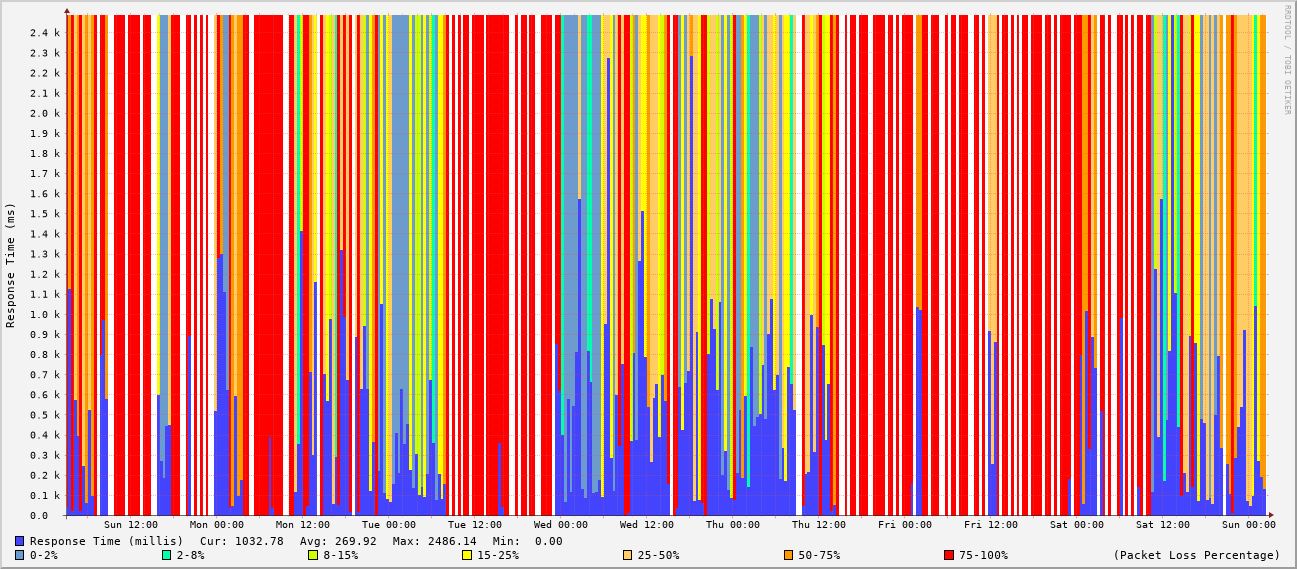 RRDTOOL / TOBI OETIKER
Response Time (ms)
2.4 k
2.3 k
2.2 k
2.1 k
2.0 k
1.9 k
1.8 k
1.7 k
1.6 k
1.5 k
1.4 k
1.3 k
1.2 k
1.1 k
1.0 k
0.9 k
0.8 k
0.7 k
0.6 k
0.5 k
0.4 k
0.3 k
0.2 k
0.1 k
0.0
Sun 12:00 Mon 00:00 Mon 12:00 Tue 00:00 Tue 12:00 Wed 00:00 Wed 12:00 Thu 00:00 Thu 12:00 Fri 00:00 Fri 12:00 Sat 00:00 Sat 12:00 Sun 00:00
Response Time (millis) Cur: 1032.78 Avg: 269.92 Max: 2486.14 Min: 0.00
0-2% 2-8% 8-15% 15-25% 25-50% 50-75% 75-100% (Packet Loss Percentage)